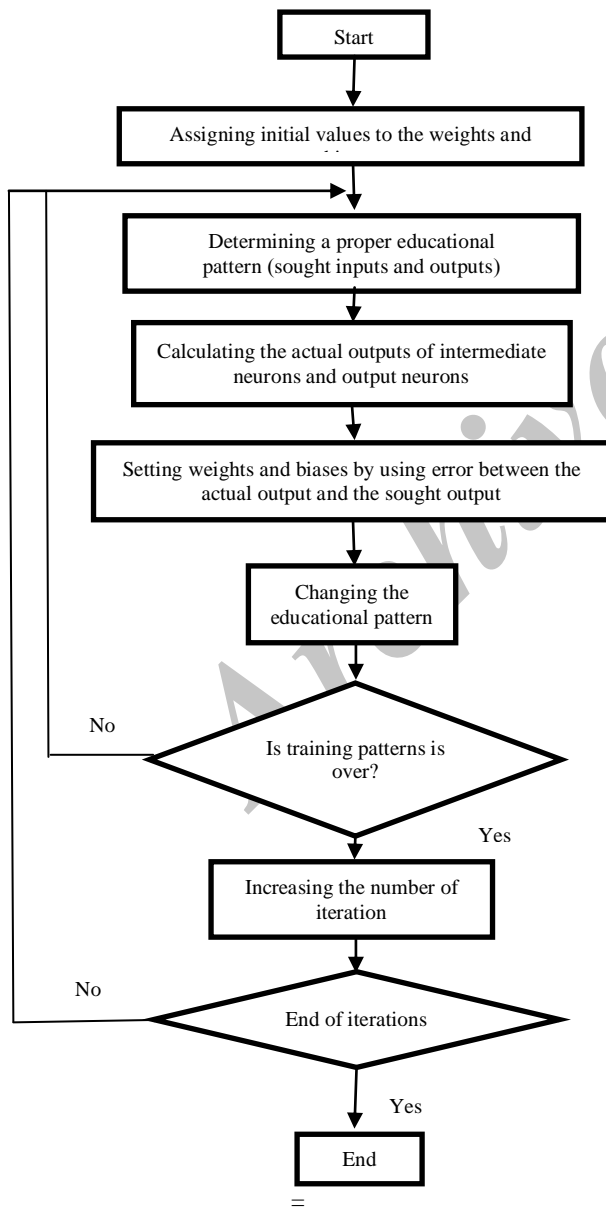 Start
Assigning initial values to the weights and
Determining a proper educational
pattern (sought inputs and outputs)
Calculating the actual outputs of intermediate
neurons and output neurons
Setting weights and biases by using error between the
actual output and the sought output
Changing the
educational pattern
No
Is training patterns is
over?
Yes
Increasing the number of
iteration
No
End of iterations
Yes
End
=